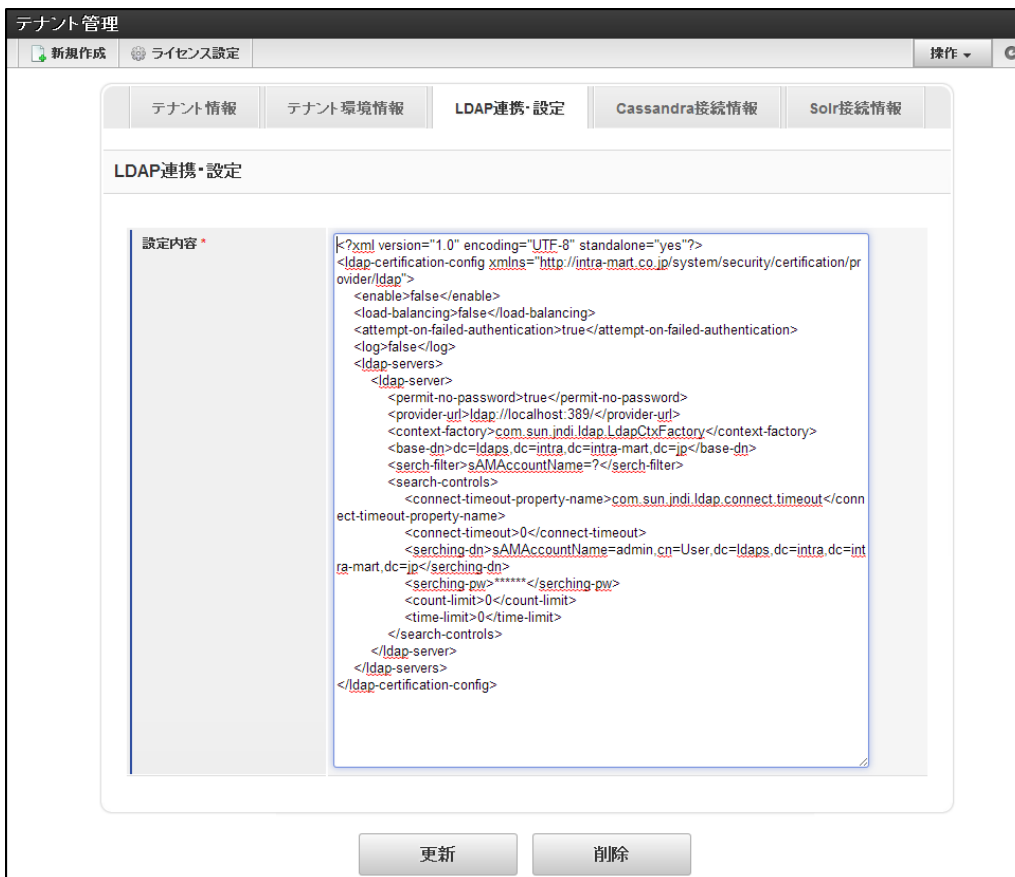 テナント管理
新規作成 ライセンス設定 操作
テナント情報 テナント環境情報 LDAP連携・設定 Cassandra接続情報 Solr接続情報
LDAP連携・設定
設定内容 *
<?xml version="1.0" encoding="UTF-8" standalone="yes"?>
<ldap-certification-config xmlns="http://intra-mart.co.jp/system/security/certification/pr
ovider/ldap">
<enable>false</enable>
<load-balancing>false</load-balancing>
<attempt-on-failed-authentication>true</attempt-on-failed-authentication>
<log>false</log>
<ldap-servers>
<ldap-server>
<permit-no-password>true</permit-no-password>
<provider-url>ldap://localhost:389/</provider-url>
<context-factory>com.sun.jndi.ldap.LdapCtxFactory</context-factory>
<base-dn>dc=ldaps,dc=intra,dc=intra-mart,dc=jp</base-dn>
<serch-filter>sAMAccountName=?</serch-filter>
<search-controls>
<connect-timeout-property-name>com.sun.jndi.ldap.connect.timeout</conn
ect-timeout-property-name>
<connect-timeout>0</connect-timeout>
<serching-dn>sAMAccountName=admin,cn=User,dc=ldaps,dc=intra,dc=int
ra-mart,dc=jp</serching-dn>
<serching-pw>******</serching-pw>
<count-limit>0</count-limit>
<time-limit>0</time-limit>
</search-controls>
</ldap-server>
</ldap-servers>
</ldap-certification-config>
更新 削除